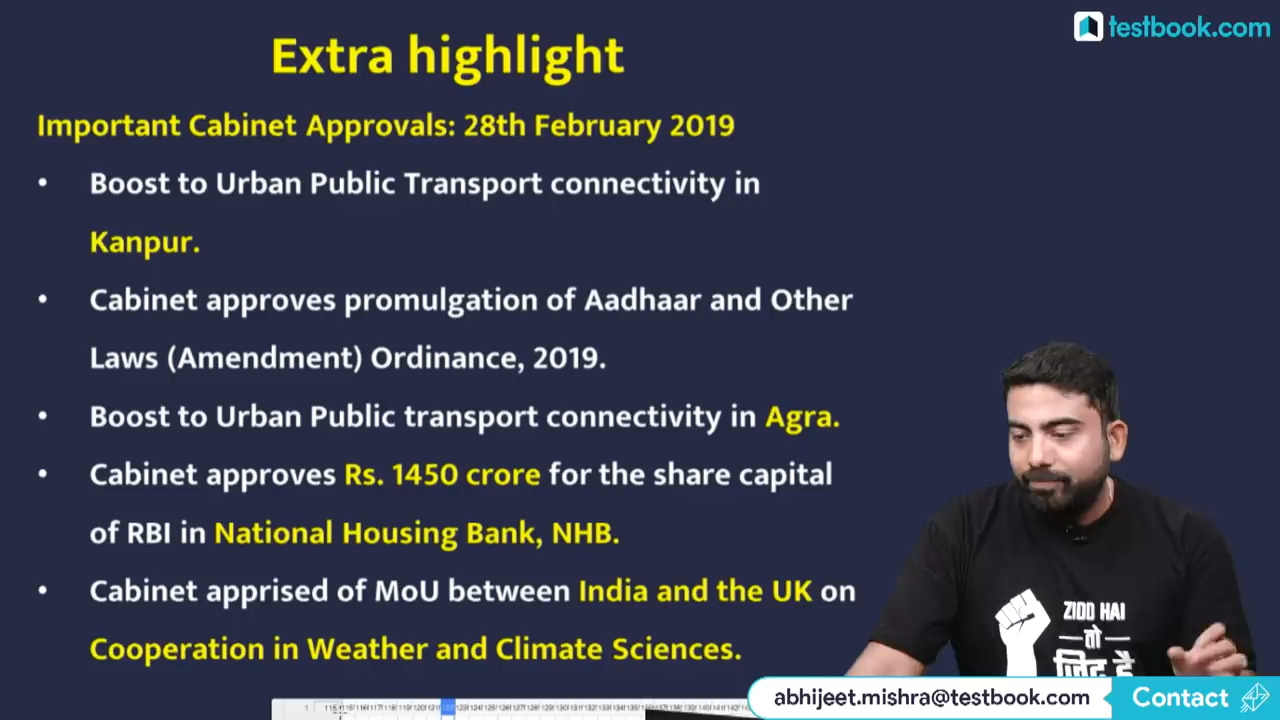 testbook.com
Extra highlight
Important Cabinet Approvals: 28th February 2019
• Boost to Urban Public Transport connectivity in
Kanpur.
• Cabinet approves promulgation of Aadhaar and Other
Laws (Amendment) Ordinance, 2019.
• Boost to Urban Public transport connectivity in Agra.
• Cabinet approves Rs. 1450 crore for the share capital
of RBI in National Housing Bank, NHB.
• Cabinet apprised of MoU between India and the UK on
Cooperation in Weather and Climate Sciences.
ZIDD HAI
तो
जिद है
abhijeet.mishra@testbook.com Contact